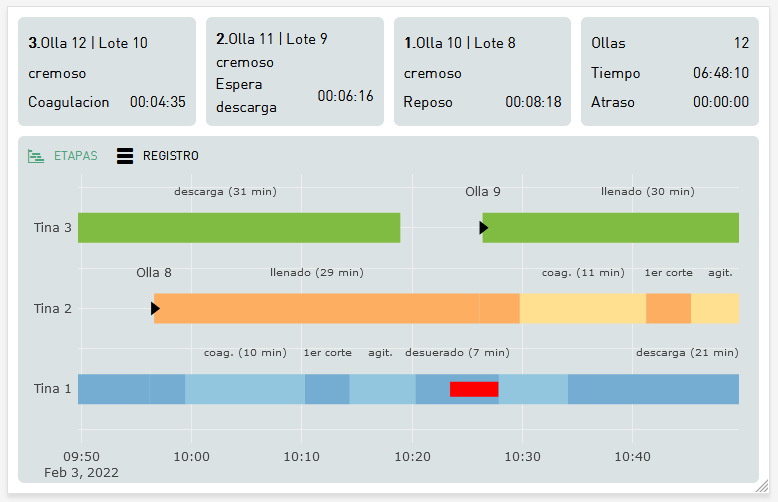 3.Olla 12 | Lote 10
cremoso
Coagulacion 00:04:35
2.Olla 11 | Lote 9
cremoso
Espera
descarga 00:06:16
1.Olla 10 | Lote 8
cremoso
Reposo 00:08:18
Ollas 12
Tiempo 06:48:10
Atraso 00:00:00
ETAPAS REGISTRO
descarga (31 min) Olla 9 llenado (30 min)
Tina 3
Olla 8 llenado (29 min) coag. (11 min) 1er corte agit.
Tina 2
coag. (10 min) 1er corte agit. desuerado (7 min) descarga (21 min)
Tina 1
09:50 10:00 10:10 10:20 10:30 10:40
Feb 3, 2022